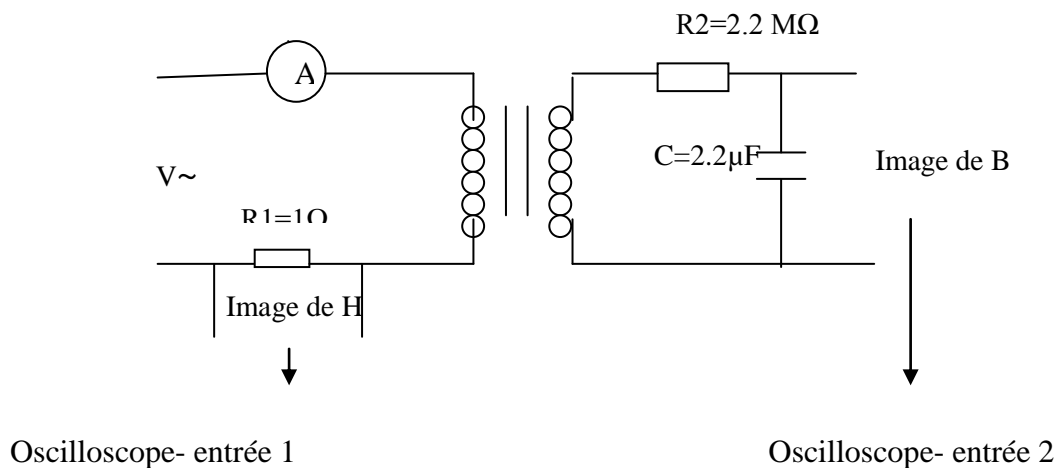 R2=2.2 MΩ
A
C=2.2µF
Image de B
V~
R1=1Ω
Image de H
Oscilloscope- entrée 1
Oscilloscope- entrée 2